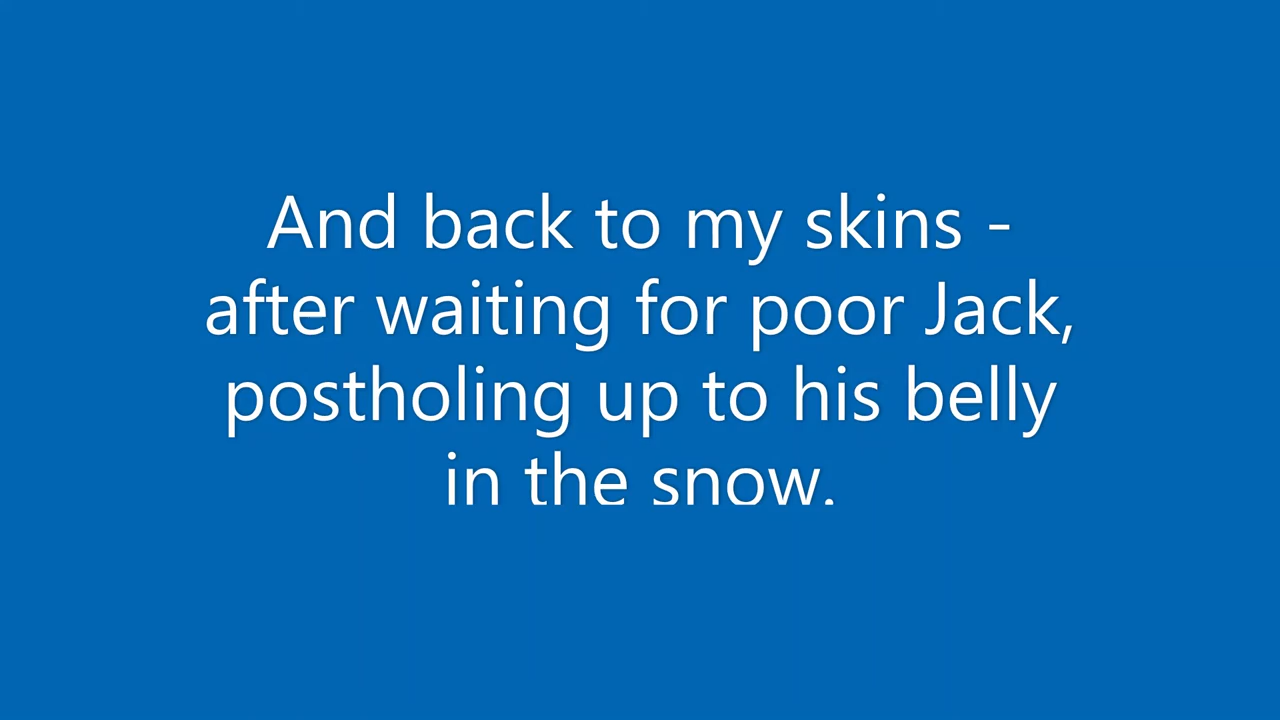 And back to my skins -
after waiting for poor Jack,
postholing up to his belly
in the snow.